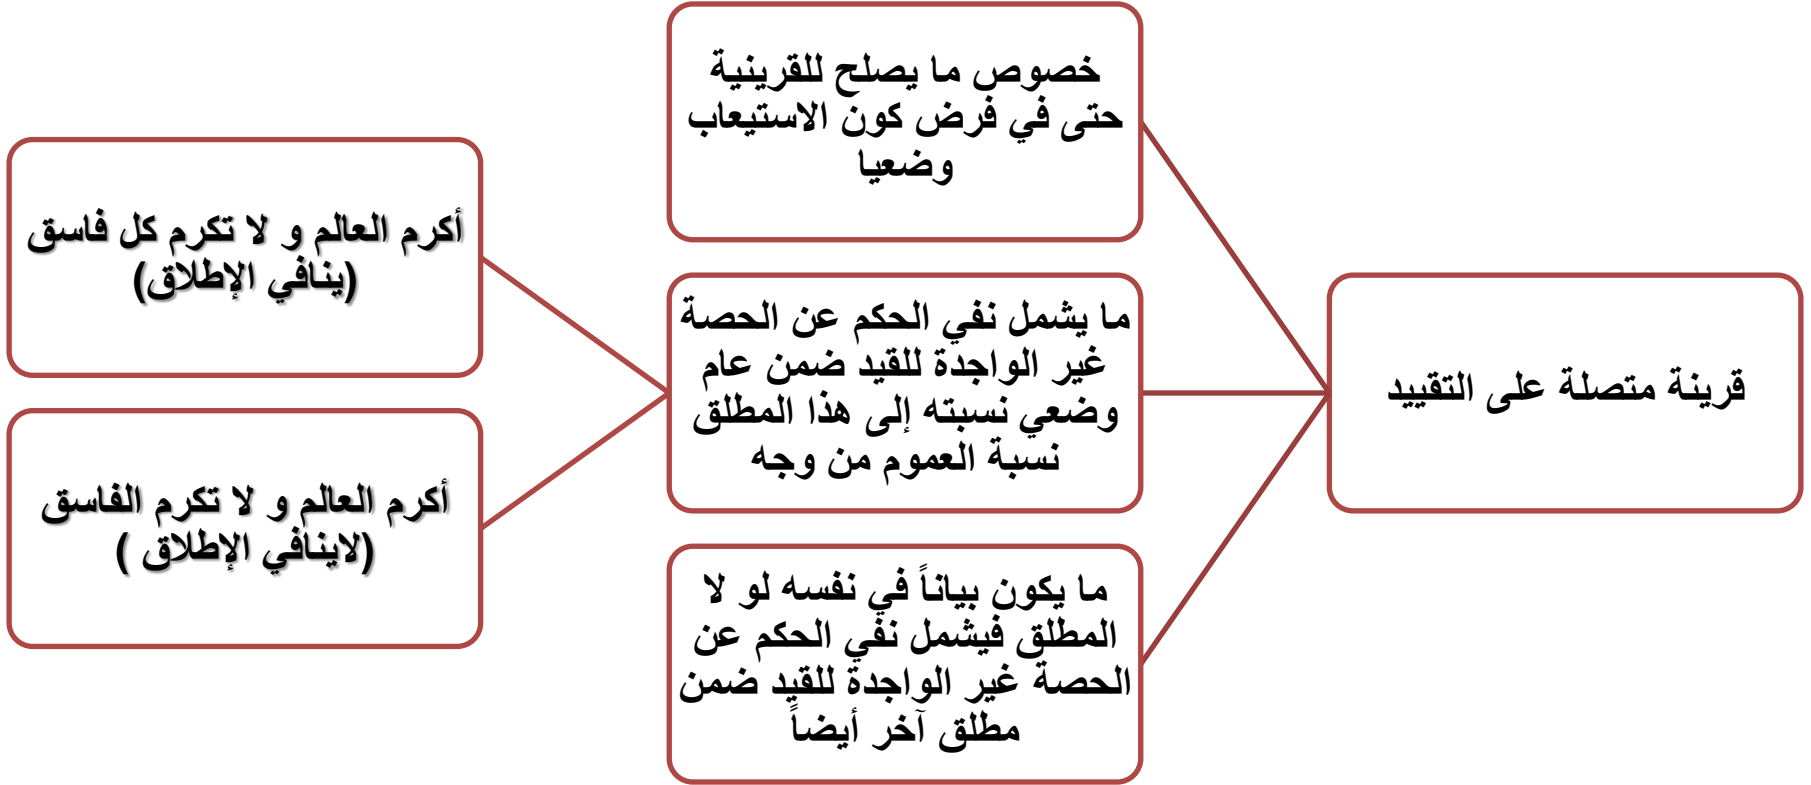 قرينة متصلة على التقييد
خصوص ما يصلح للقرينية
حتى في فرض كون الاستيعاب
وضعيا
ما يشمل نفي الحكم عن الحصة
غير الواجدة للقيد ضمن عام
وضعي نسبته إلى هذا المطلق
نسبة العموم من وجه
أكرم العالم و لا تكرم كل فاسق
(ينافي الإطلاق)
أكرم العالم و لا تكرم الفاسق
(لاينافي الإطلاق )
ما يكون بياناً في نفسه لو لا
المطلق فيشمل نفي الحكم عن
الحصة غير الواجدة للقيد ضمن
مطلق آخر أيضاً